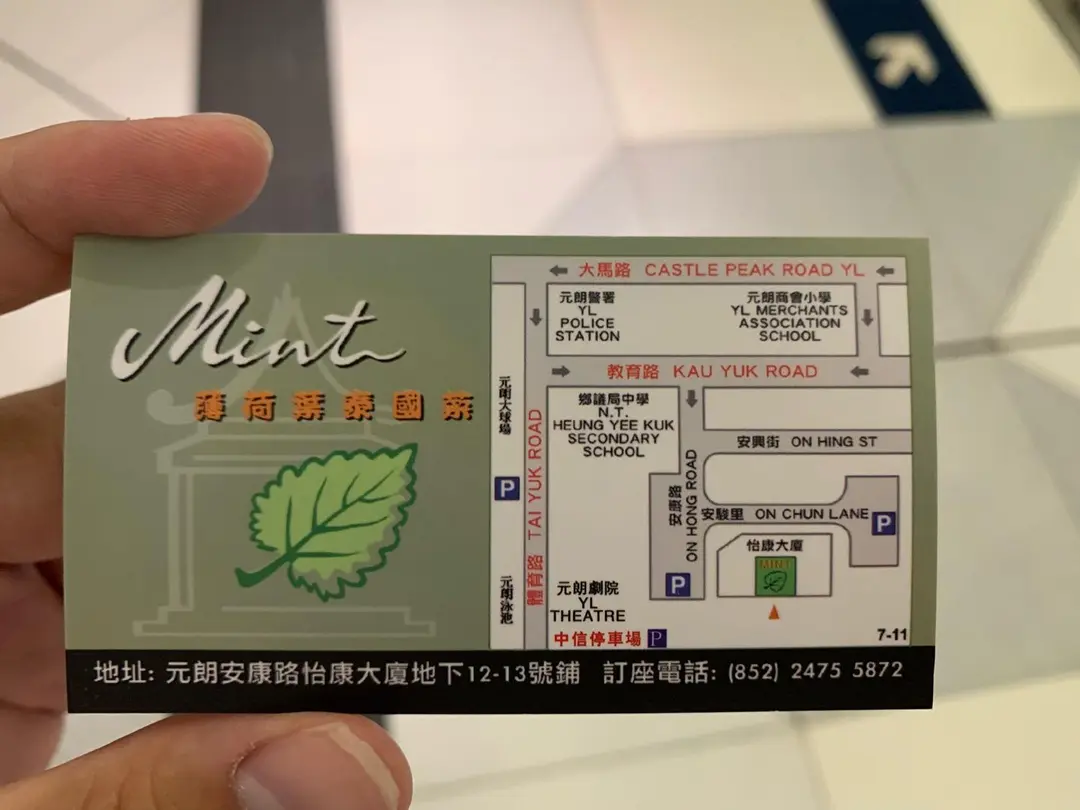 Mint
薄荷葉泰國菜
大馬路 CASTLE PEAK ROAD YL
元朗警署
YL
POLICE
STATION
元朗商會小學
YL MERCHANTS
ASSOCIATION
SCHOOL
教育路 KAU YUK ROAD
元朗大球場
鄉議局中學
N.T.
HEUNG YEE KUK
SECONDARY
SCHOOL
體育路 TAI YUK ROAD
安興街 ON HING ST
安康路
ON HONG ROAD
安駿里 ON CHUN LANE
P
P
P
怡康大廈
MINT
元朗泳池
元朗劇院
YL
THEATRE
中信停車場 P
7-11
地址: 元朗安康路怡康大廈地下12-13號鋪 訂座電話: (852) 2475 5872